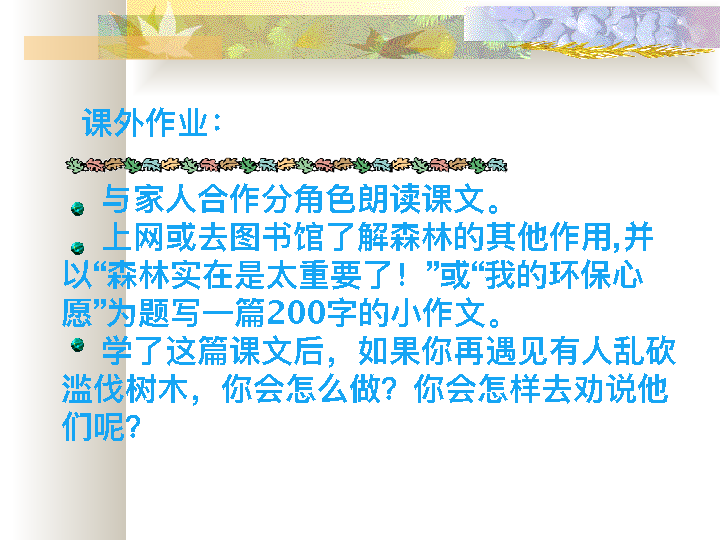 课外作业：
与家人合作分角色朗读课文。
上网或去图书馆了解森林的其他作用,并
以“森林实在是太重要了！”或“我的环保心
愿”为题写一篇200字的小作文。
学了这篇课文后，如果你再遇见有人乱砍
滥伐树木，你会怎么做？你会怎样去劝说他
们呢？